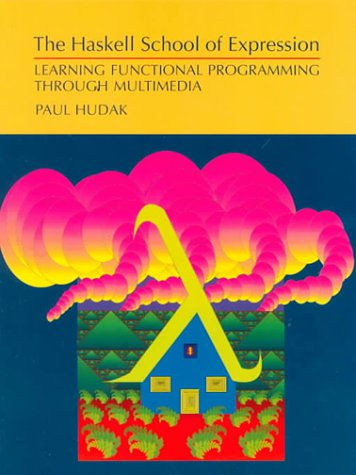 The Haskell School of Expression
LEARNING FUNCTIONAL PROGRAMMING
THROUGH MULTIMEDIA
PAUL HUDAK
λ